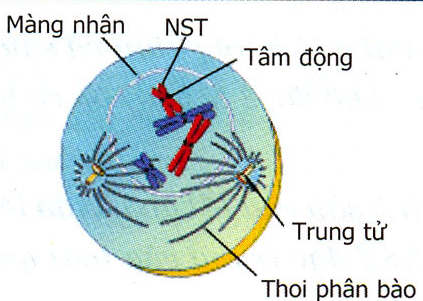 Màng nhân
NST
Tâm động
Trung tử
Thoi phân bào